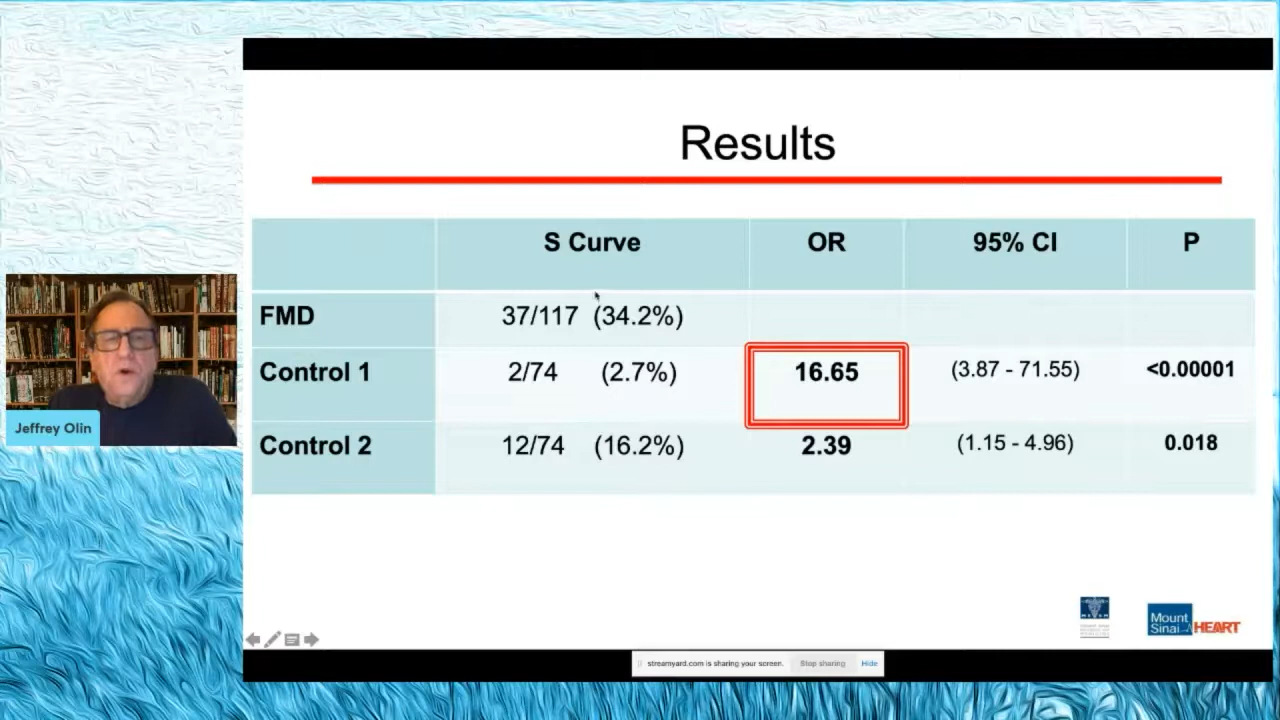 Results
S Curve OR 95% CI P
FMD 37/117 (34.2%)
Control 1 2/74 (2.7%) 16.65 (3.87 - 71.55) <0.00001
Control 2 12/74 (16.2%) 2.39 (1.15 - 4.96) 0.018
Jeffrey Olin
Mount
Sinai HEART
streamyard.com is sharing your screen. Stop sharing Hide